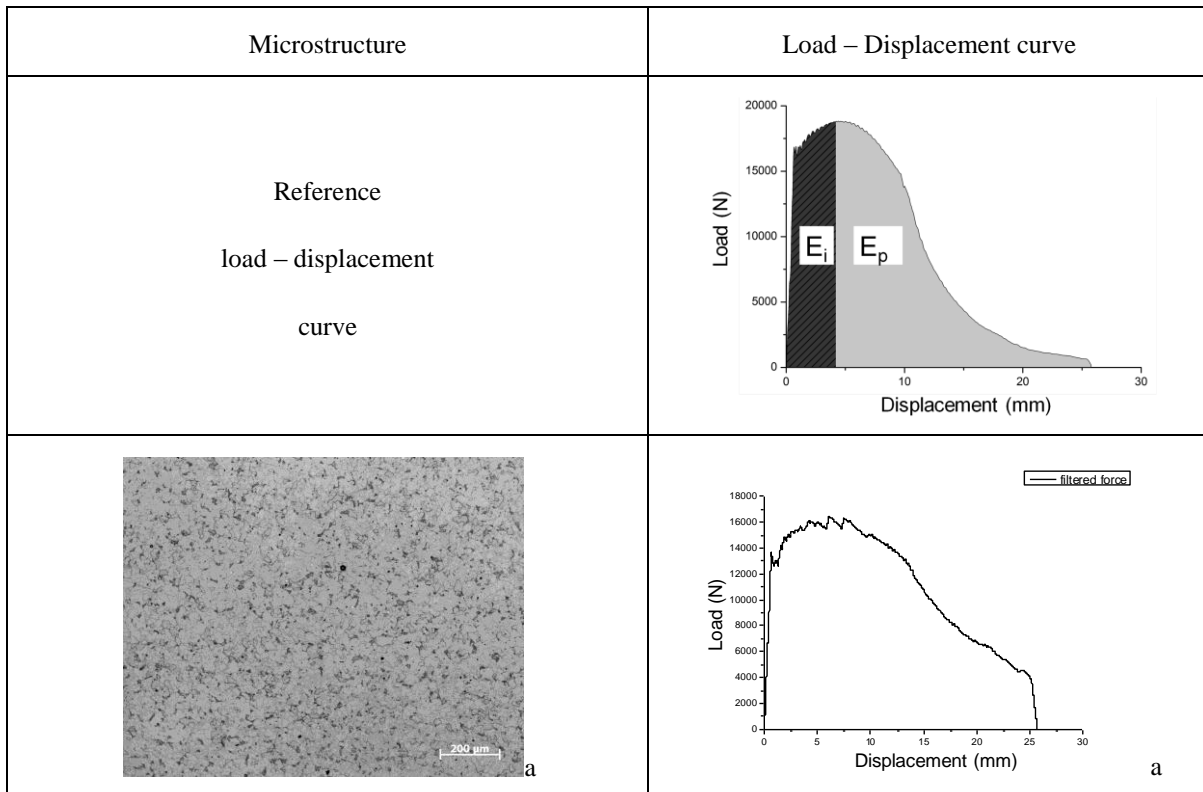 Microstructure
Load – Displacement curve
Reference
load – displacement
curve
20000
15000
10000
5000
0
Load (N)
E_i
E_p
0 10 20 30
Displacement (mm)
200 µm
a
filtered force
18000
16000
14000
12000
10000
8000
6000
4000
2000
0
Load (N)
0 5 10 15 20 25 30
Displacement (mm)
a